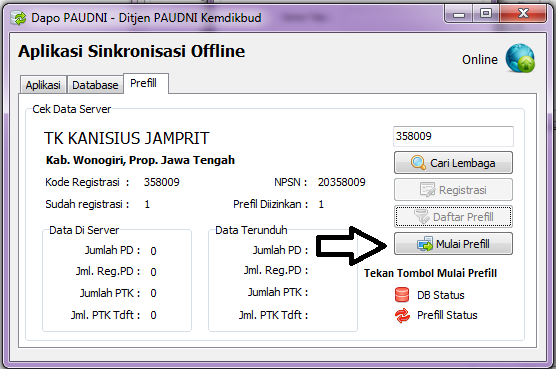 Dapo PAUDNI - Ditjen PAUDNI Kemdikbud
Aplikasi Sinkronisasi Offline
Online
Aplikasi Database Prefill
Cek Data Server
TK KANISIUS JAMPRIT
358009
Kab. Wonogiri, Prop. Jawa Tengah
Cari Lembaga
Kode Registrasi : 358009 NPSN : 20358009
Registrasi
Sudah registrasi : 1 Prefil Diizinkan : 1
Daftar Prefill
Data Di Server Data Terunduh
Mulai Prefill
Jumlah PD : 0 Jumlah PD :
Jml. Reg.PD : 0 Jml. Reg.PD :
Tekan Tombol Mulai Prefill
Jumlah PTK : 0 Jumlah PTK :
DB Status
Jml. PTK Tdft : 0 Jml. PTK Tdft :
Prefill Status